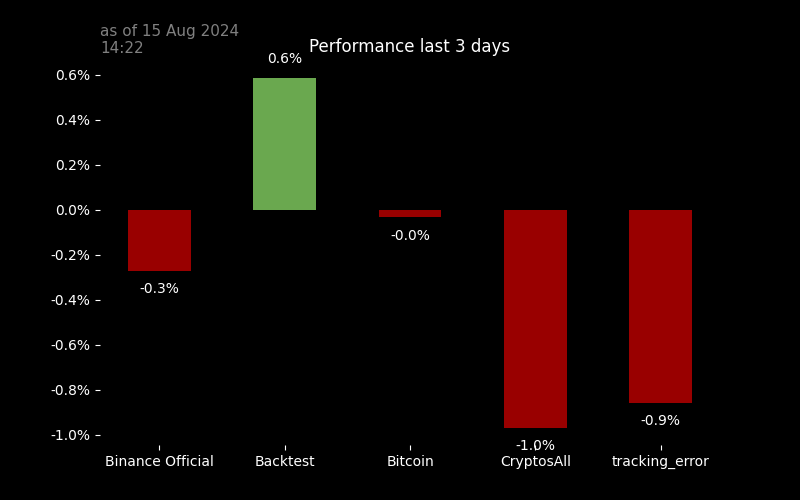 as of 15 Aug 2024
14:22
Performance last 3 days
0.6%
0.6%
0.4%
0.2%
0.0%
-0.2%
-0.4%
-0.6%
-0.8%
-1.0%
-0.3%
-0.0%
-1.0%
-0.9%
Binance Official
Backtest
Bitcoin
CryptosAll
tracking_error